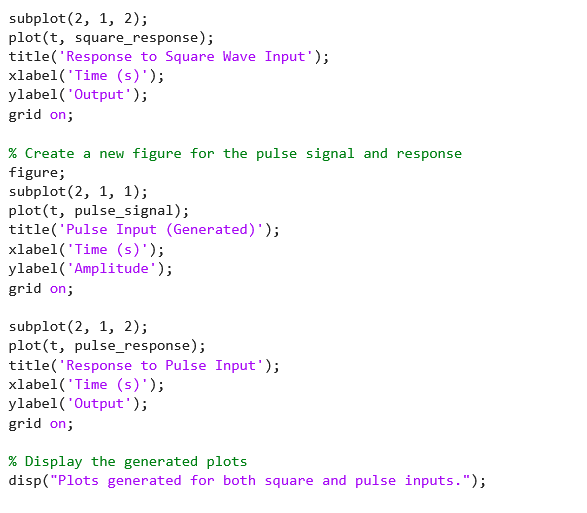 subplot(2, 1, 2);
plot(t, square_response);
title('Response to Square Wave Input');
xlabel('Time (s)');
ylabel('Output');
grid on;
% Create a new figure for the pulse signal and response
figure;
subplot(2, 1, 1);
plot(t, pulse_signal);
title('Pulse Input (Generated)');
xlabel('Time (s)');
ylabel('Amplitude');
grid on;
subplot(2, 1, 2);
plot(t, pulse_response);
title('Response to Pulse Input');
xlabel('Time (s)');
ylabel('Output');
grid on;
% Display the generated plots
disp("Plots generated for both square and pulse inputs.");